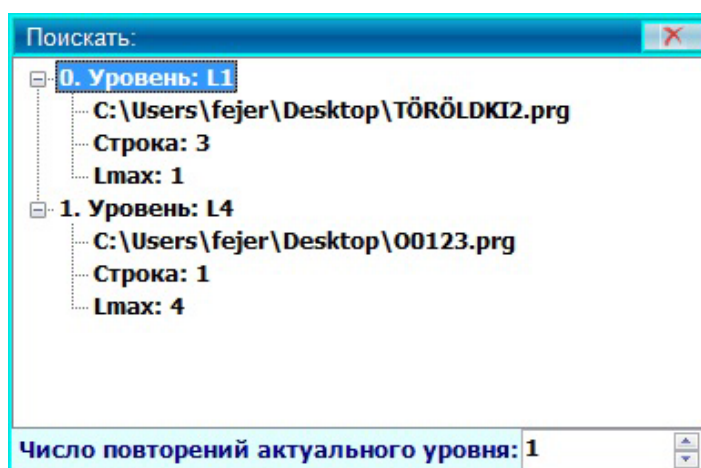 Поискать:
0. Уровень: L1
C:\Users\fejer\Desktop\TÖRÖLDKI2.prg
Строка: 3
Lmax: 1
1. Уровень: L4
C:\Users\fejer\Desktop\O0123.prg
Строка: 1
Lmax: 4
Число повторений актуального уровня: 1